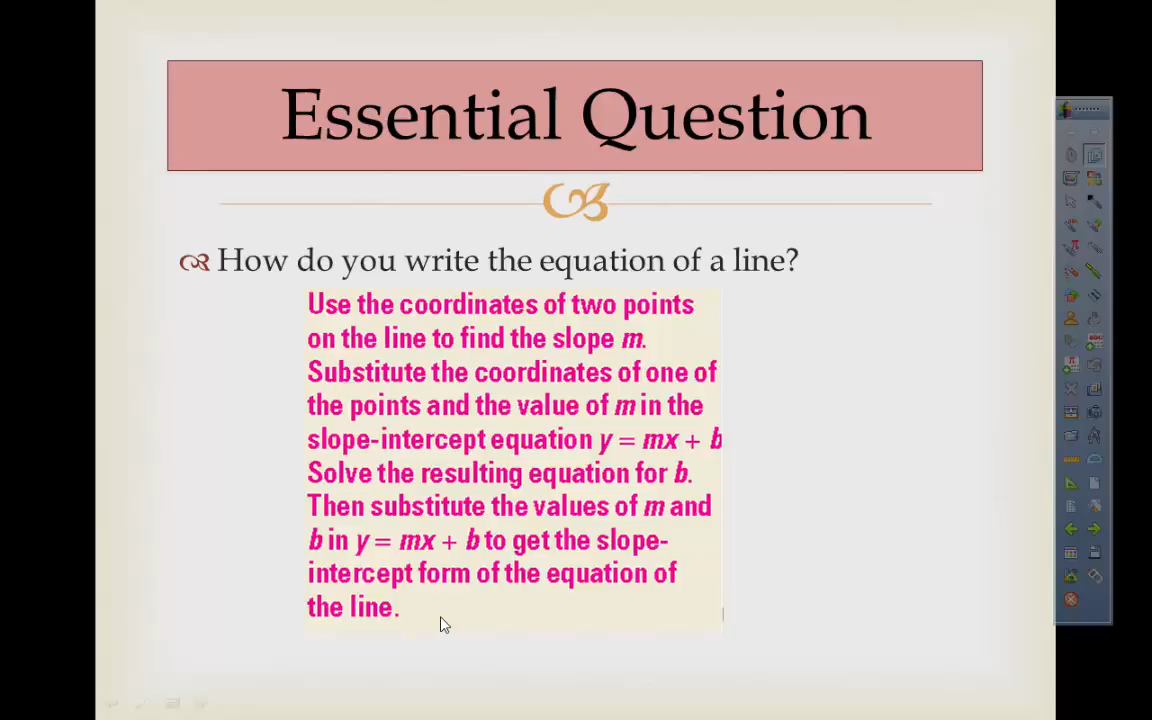 Essential Question
How do you write the equation of a line?
Use the coordinates of two points
on the line to find the slope m.
Substitute the coordinates of one of
the points and the value of m in the
slope-intercept equation y = mx + b
Solve the resulting equation for b.
Then substitute the values of m and
b in y = mx + b to get the slope-
intercept form of the equation of
the line.